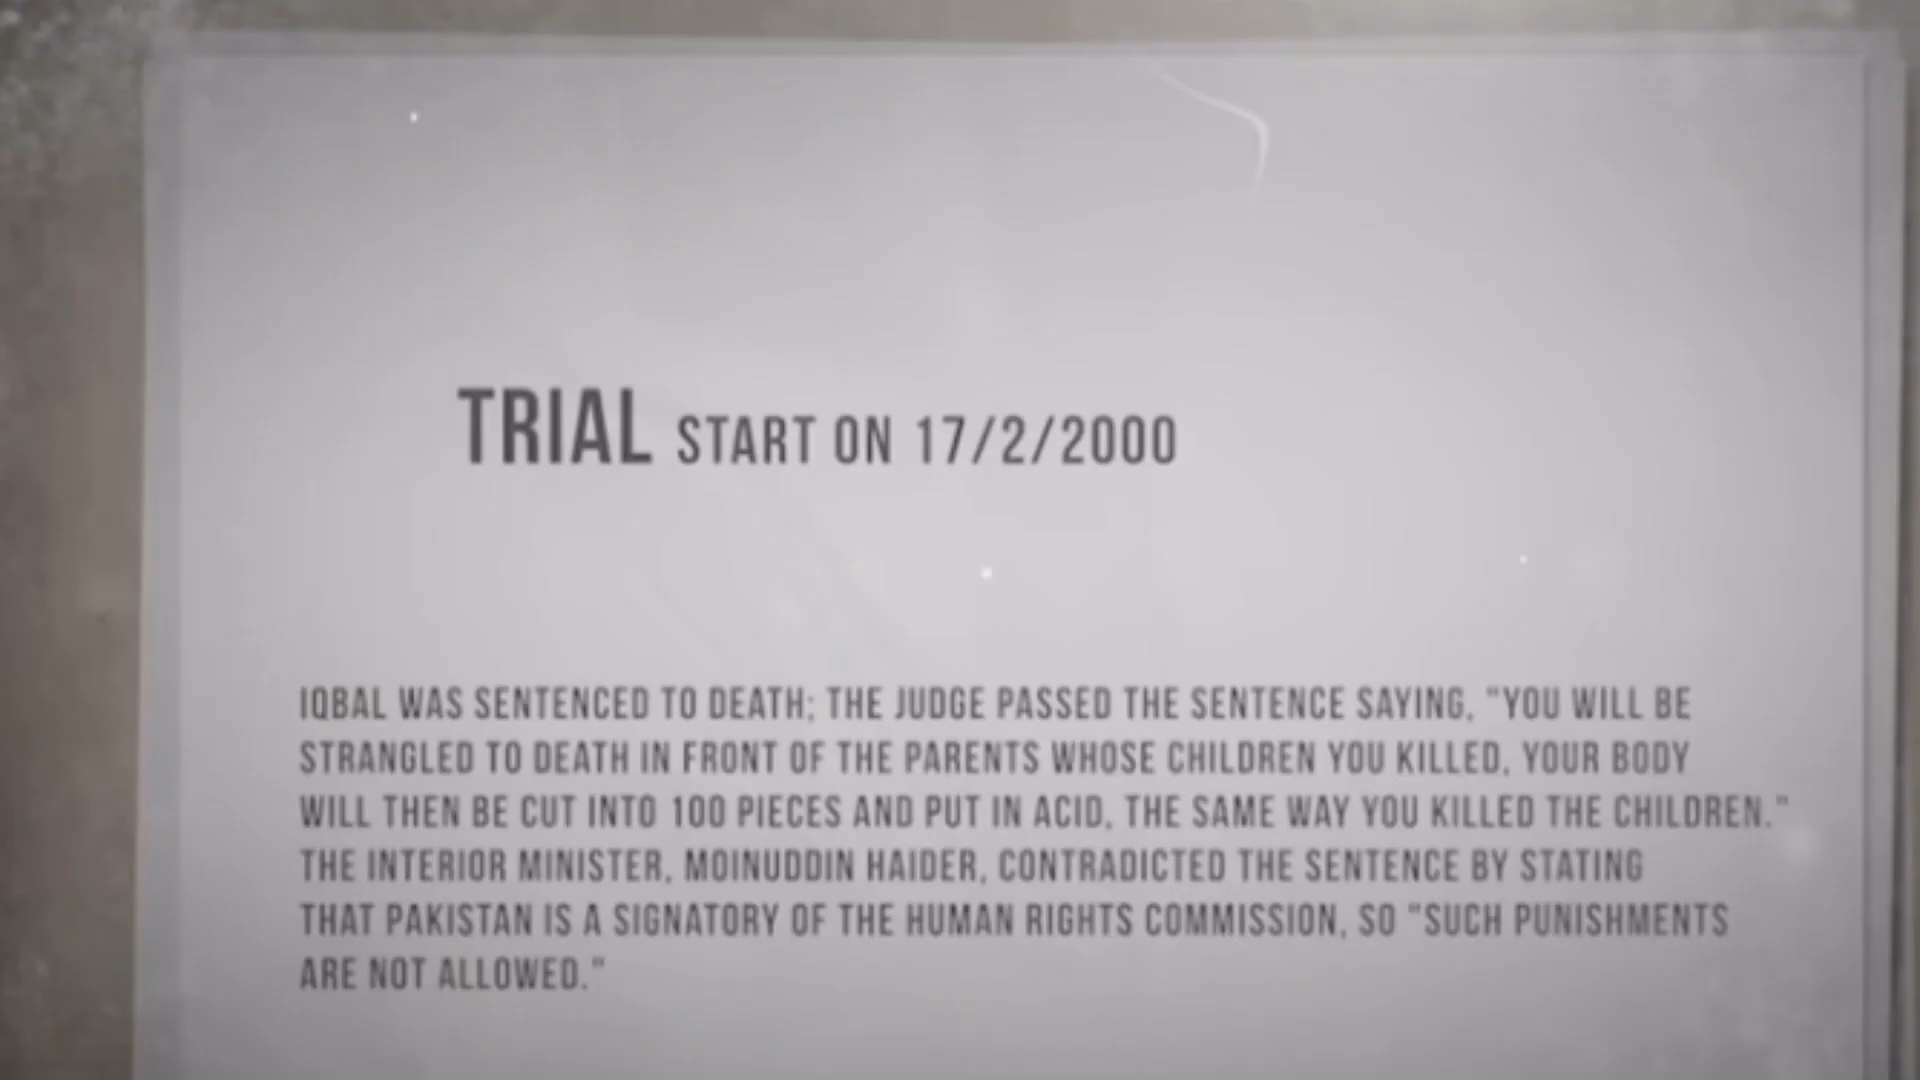 TRIAL START ON 17/2/2000
IQBAL WAS SENTENCED TO DEATH; THE JUDGE PASSED THE SENTENCE SAYING, "YOU WILL BE
STRANGLED TO DEATH IN FRONT OF THE PARENTS WHOSE CHILDREN YOU KILLED, YOUR BODY
WILL THEN BE CUT INTO 100 PIECES AND PUT IN ACID, THE SAME WAY YOU KILLED THE CHILDREN."
THE INTERIOR MINISTER, MOINUDDIN HAIDER, CONTRADICTED THE SENTENCE BY STATING
THAT PAKISTAN IS A SIGNATORY OF THE HUMAN RIGHTS COMMISSION, SO "SUCH PUNISHMENTS
ARE NOT ALLOWED."